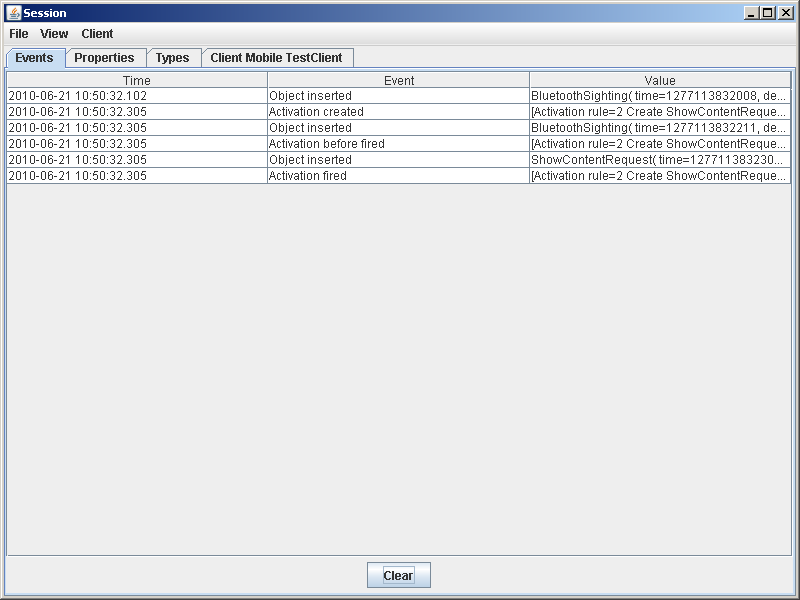 Session
File View Client
Events Properties Types Client Mobile TestClient
Time Event Value
2010-06-21 10:50:32.102 Object inserted BluetoothSighting( time=1277113832008, de...
2010-06-21 10:50:32.305 Activation created [Activation rule=2 Create ShowContentReque...
2010-06-21 10:50:32.305 Object inserted BluetoothSighting( time=1277113832211, de...
2010-06-21 10:50:32.305 Activation before fired [Activation rule=2 Create ShowContentReque...
2010-06-21 10:50:32.305 Object inserted ShowContentRequest( time=127711383230...
2010-06-21 10:50:32.305 Activation fired [Activation rule=2 Create ShowContentReque...
Clear